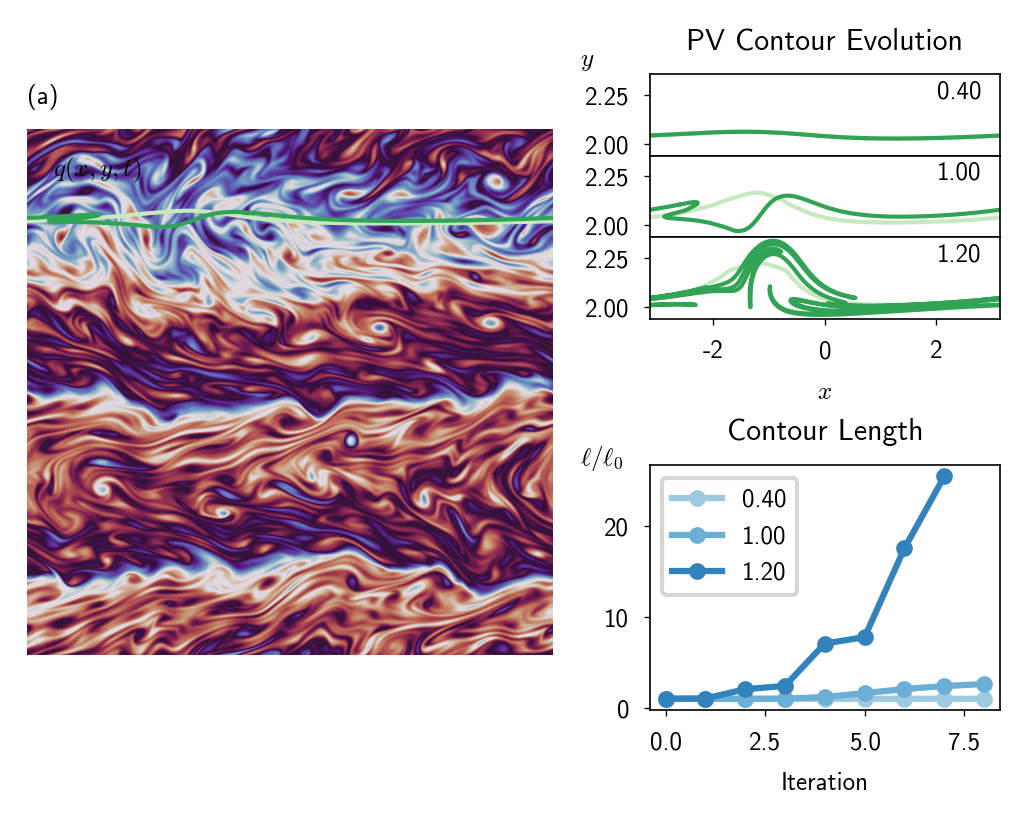 (a)
q(x, y, t)
PV Contour Evolution
y
2.25
2.00
0.40
2.25
2.00
1.00
2.25
2.00
1.20
-2 0 2
x
Contour Length
ℓ/ℓ₀
20
10
0
0.40
1.00
1.20
0.0 2.5 5.0 7.5
Iteration